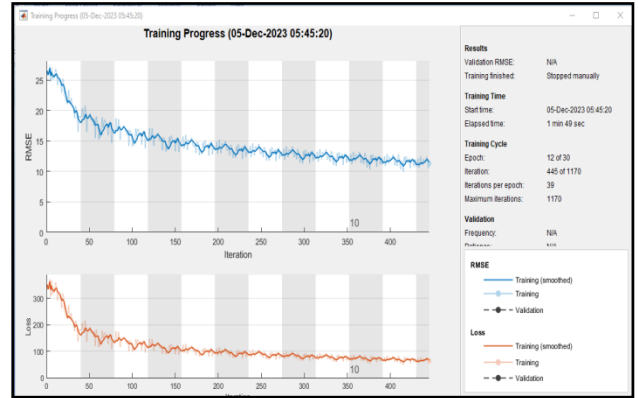 Training Progress (05-Dec-2023 05:45:20)
Training Progress (05-Dec-2023 05:45:20)
25
20
15
10
5
0
RMSE
10
0 50 100 150 200 250 300 350 400
Iteration
300
200
100
0
Loss
10
0 50 100 150 200 250 300 350 400
Iteration
Results
Validation RMSE: N/A
Training finished: Stopped manually
Training Time
Start time: 05-Dec-2023 05:45:20
Elapsed time: 1 min 49 sec
Training Cycle
Epoch: 12 of 30
Iteration: 445 of 1170
Iterations per epoch: 39
Maximum iterations: 1170
Validation
Frequency: N/A
Patience: N/A
RMSE
Training (smoothed)
Training
Validation
Loss
Training (smoothed)
Training
Validation